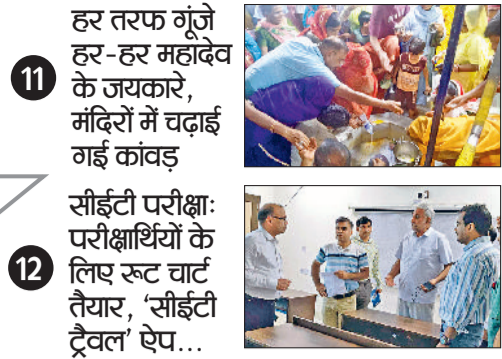 11
हर तरफ गूंजे
हर-हर महादेव
के जयकारे,
मंदिरों में चढ़ाई
गई कांवड़
12
सीईटी परीक्षाः
परीक्षार्थियों के
लिए रूट चार्ट
तैयार, ‘सीईटी
ट्रैवल’ ऐप...